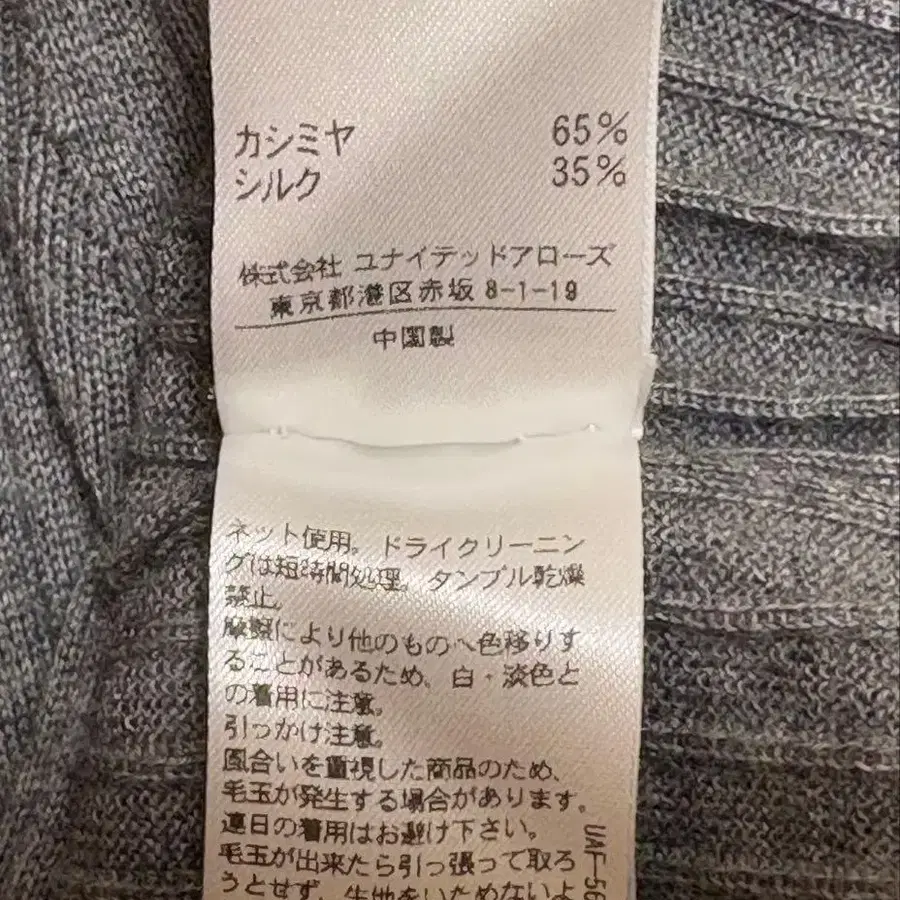 カシミヤ 65%
シルク 35%
株式会社 ユナイテッドアローズ
東京都港区赤坂 8-1-19
中国製
ネット使用。ドライクリーニン
グは短時間処理。タンブル乾燥
禁止。
摩擦により他のものへ色移りす
ることがあるため、白・淡色と
の着用に注意。
引っかけ注意。
風合いを重視した商品のため、
毛玉が発生する場合があります。
連日の着用はお避け下さい。
毛玉が出来たら引っ張って取ろ
うとせず、生地をいためないよ
UAF-56